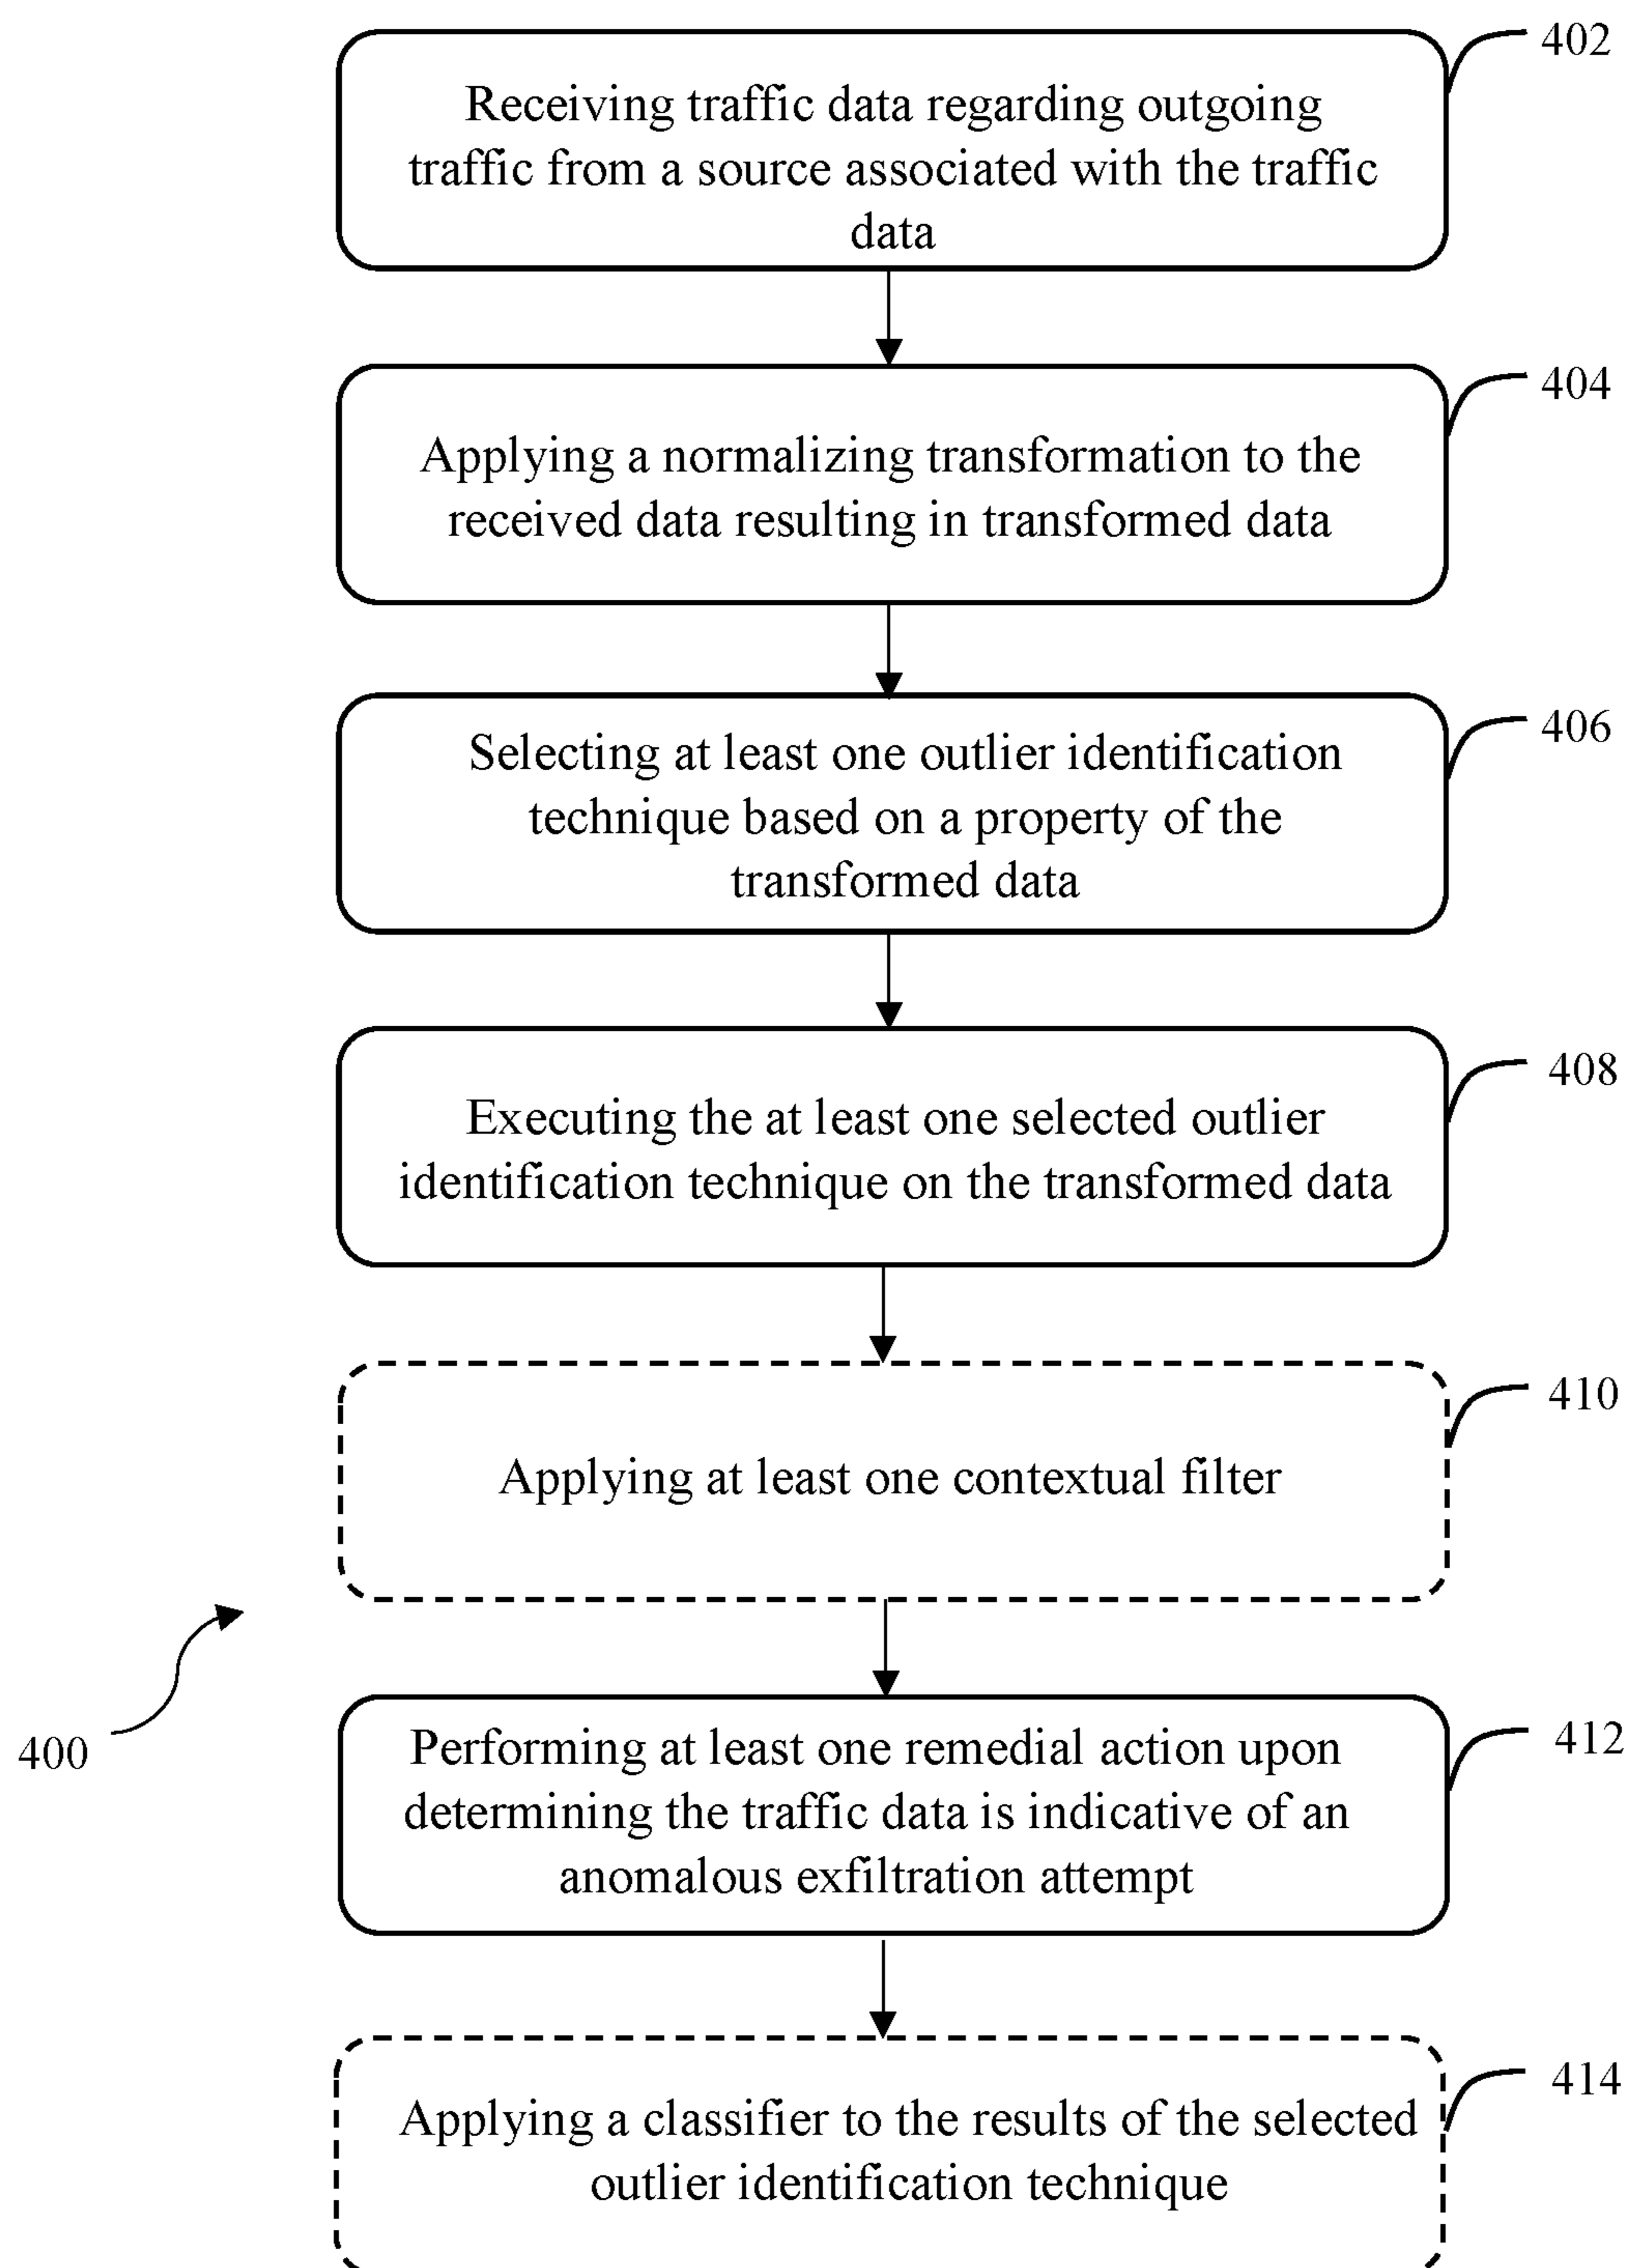 402
Receiving traffic data regarding outgoing
traffic from a source associated with the traffic
data
404
Applying a normalizing transformation to the
received data resulting in transformed data
406
Selecting at least one outlier identification
technique based on a property of the
transformed data
408
Executing the at least one selected outlier
identification technique on the transformed data
410
Applying at least one contextual filter
400
412
Performing at least one remedial action upon
determining the traffic data is indicative of an
anomalous exfiltration attempt
414
Applying a classifier to the results of the selected
outlier identification technique